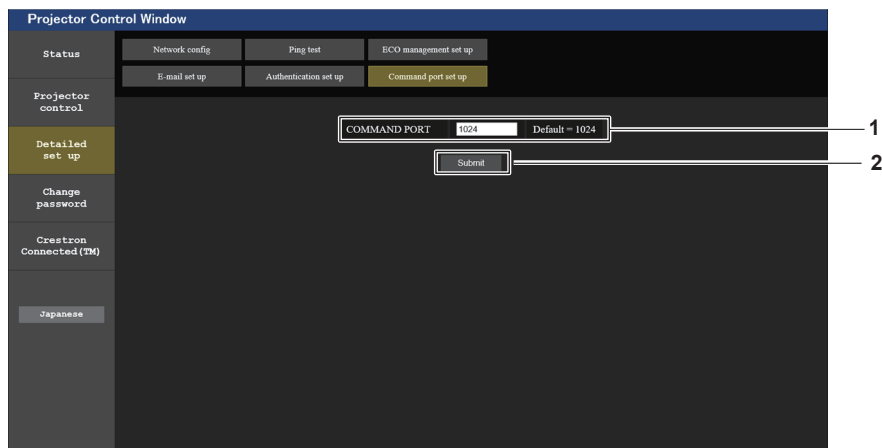 Projector Control Window
Status
Network config
Ping test
ECO management set up
E-mail set up
Authentication set up
Command port set up
Projector
control
Detailed
set up
Change
password
Crestron
Connected(TM)
Japanese
COMMAND PORT 1024 Default = 1024
1
Submit
2